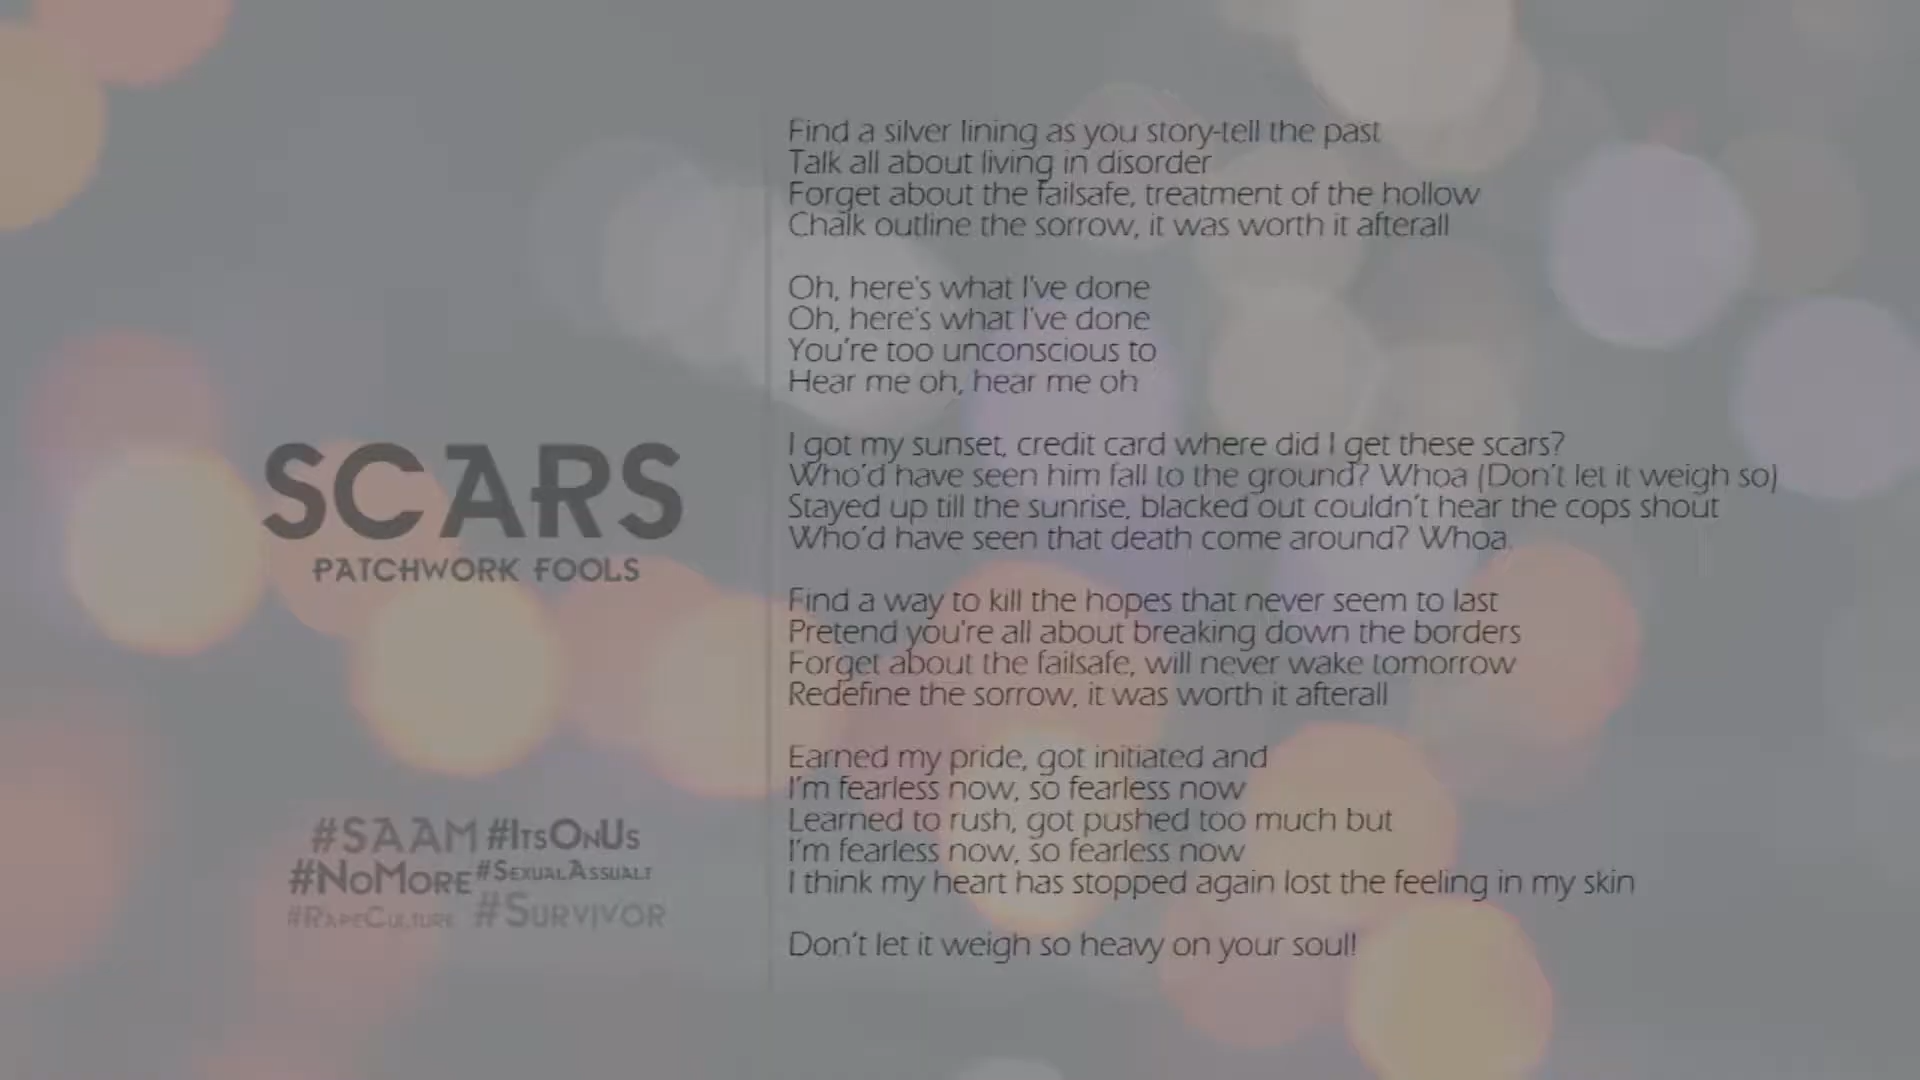 SCARS
PATCHWORK FOOLS
#SAAM #ItsOnUs
#NoMore #SexualAssualt
#RapeCulture #Survivor
Find a silver lining as you story-tell the past
Talk all about living in disorder
Forget about the failsafe, treatment of the hollow
Chalk outline the sorrow, it was worth it afterall
Oh, here's what I've done
Oh, here's what I've done
You're too unconscious to
Hear me oh, hear me oh
I got my sunset, credit card where did I get these scars?
Who'd have seen him fall to the ground? Whoa (Don't let it weigh so)
Stayed up till the sunrise, blacked out couldn't hear the cops shout
Who'd have seen that death come around? Whoa.
Find a way to kill the hopes that never seem to last
Pretend you're all about breaking down the borders
Forget about the failsafe, will never wake tomorrow
Redefine the sorrow, it was worth it afterall
Earned my pride, got initiated and
I'm fearless now, so fearless now
Learned to rush, got pushed too much but
I'm fearless now, so fearless now
I think my heart has stopped again lost the feeling in my skin
Don't let it weigh so heavy on your soul!